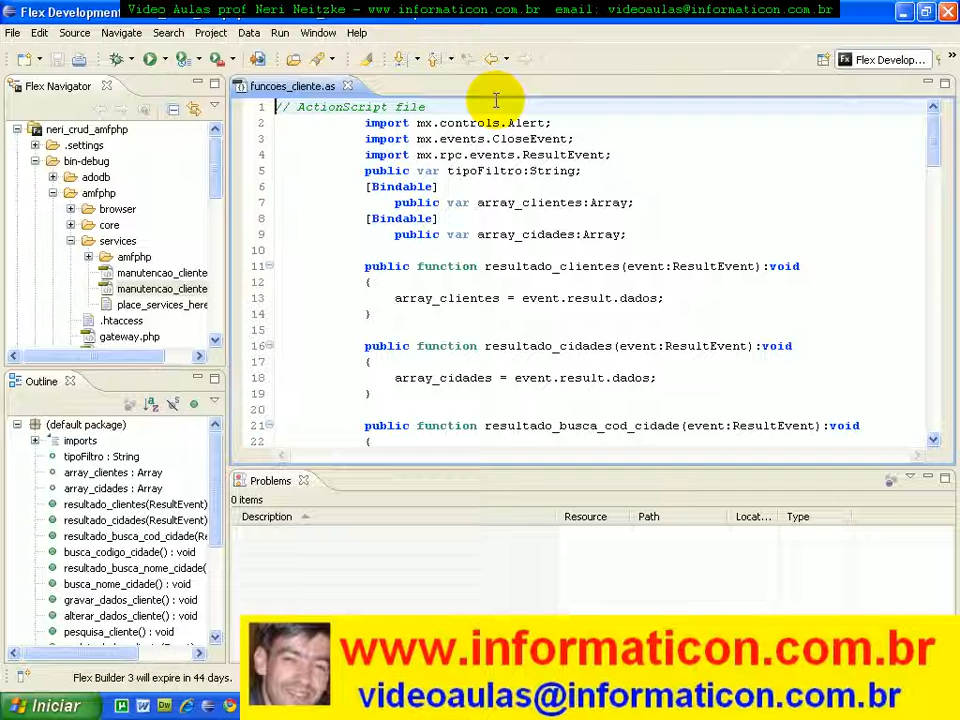 Flex Development
Video Aulas prof Neri Neitzke - www.informaticon.com.br  email: videoaulas@informaticon.com.br
File Edit Source Navigate Search Project Data Run Window Help
Flex Develop...
Flex Navigator
funcoes_cliente.as
neri_crud_amfphp
.settings
bin-debug
adodb
amfphp
browser
core
services
amfphp
manutencao_cliente
manutencao_cliente
place_services_here
.htaccess
gateway.php
1 // ActionScript file
2 import mx.controls.Alert;
3 import mx.events.CloseEvent;
4 import mx.rpc.events.ResultEvent;
5 public var tipoFiltro:String;
6 [Bindable]
7 public var array_clientes:Array;
8 [Bindable]
9 public var array_cidades:Array;
10
11 public function resultado_clientes(event:ResultEvent):void
12 {
13 array_clientes = event.result.dados;
14 }
15
16 public function resultado_cidades(event:ResultEvent):void
17 {
18 array_cidades = event.result.dados;
19 }
20
21 public function resultado_busca_cod_cidade(event:ResultEvent):void
22 {
Outline
(default package)
imports
tipoFiltro : String
array_clientes : Array
array_cidades : Array
resultado_clientes(ResultEvent)
resultado_cidades(ResultEvent)
resultado_busca_cod_cidade(Re
busca_codigo_cidade() : void
resultado_busca_nome_cidade(
busca_nome_cidade() : void
gravar_dados_cliente() : void
alterar_dados_cliente() : void
pesquisa_cliente() : void
Problems
0 items
Description Resource Path Locat... Type
Flex Builder 3 will expire in 44 days.
www.informaticon.com.br
videoaulas@informaticon.com.br
Iniciar